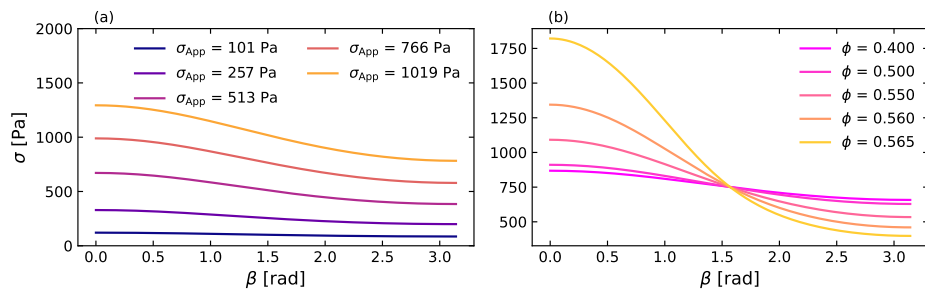 (a)
2000
1500
1000
500
0
σ [Pa]
σ_App = 101 Pa
σ_App = 257 Pa
σ_App = 513 Pa
σ_App = 766 Pa
σ_App = 1019 Pa
0.0 0.5 1.0 1.5 2.0 2.5 3.0
β [rad]
(b)
1750
1500
1250
1000
750
500
ϕ = 0.400
ϕ = 0.500
ϕ = 0.550
ϕ = 0.560
ϕ = 0.565
0.0 0.5 1.0 1.5 2.0 2.5 3.0
β [rad]